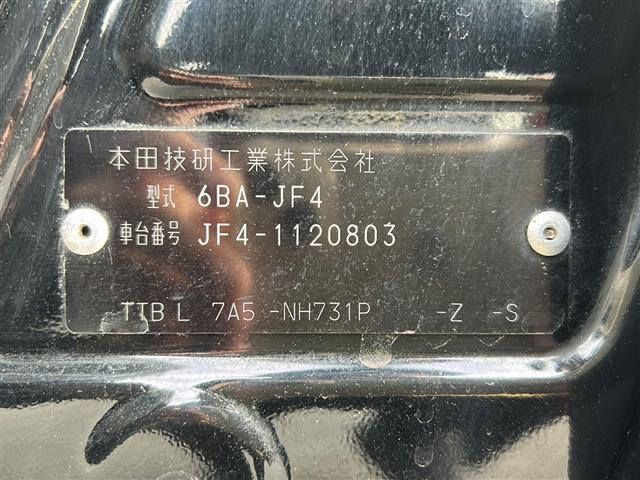 本田技研工業株式会社
型式 6BA-JF4
車台番号 JF4-1120803
TTB L 7A5 -NH731P -Z -S